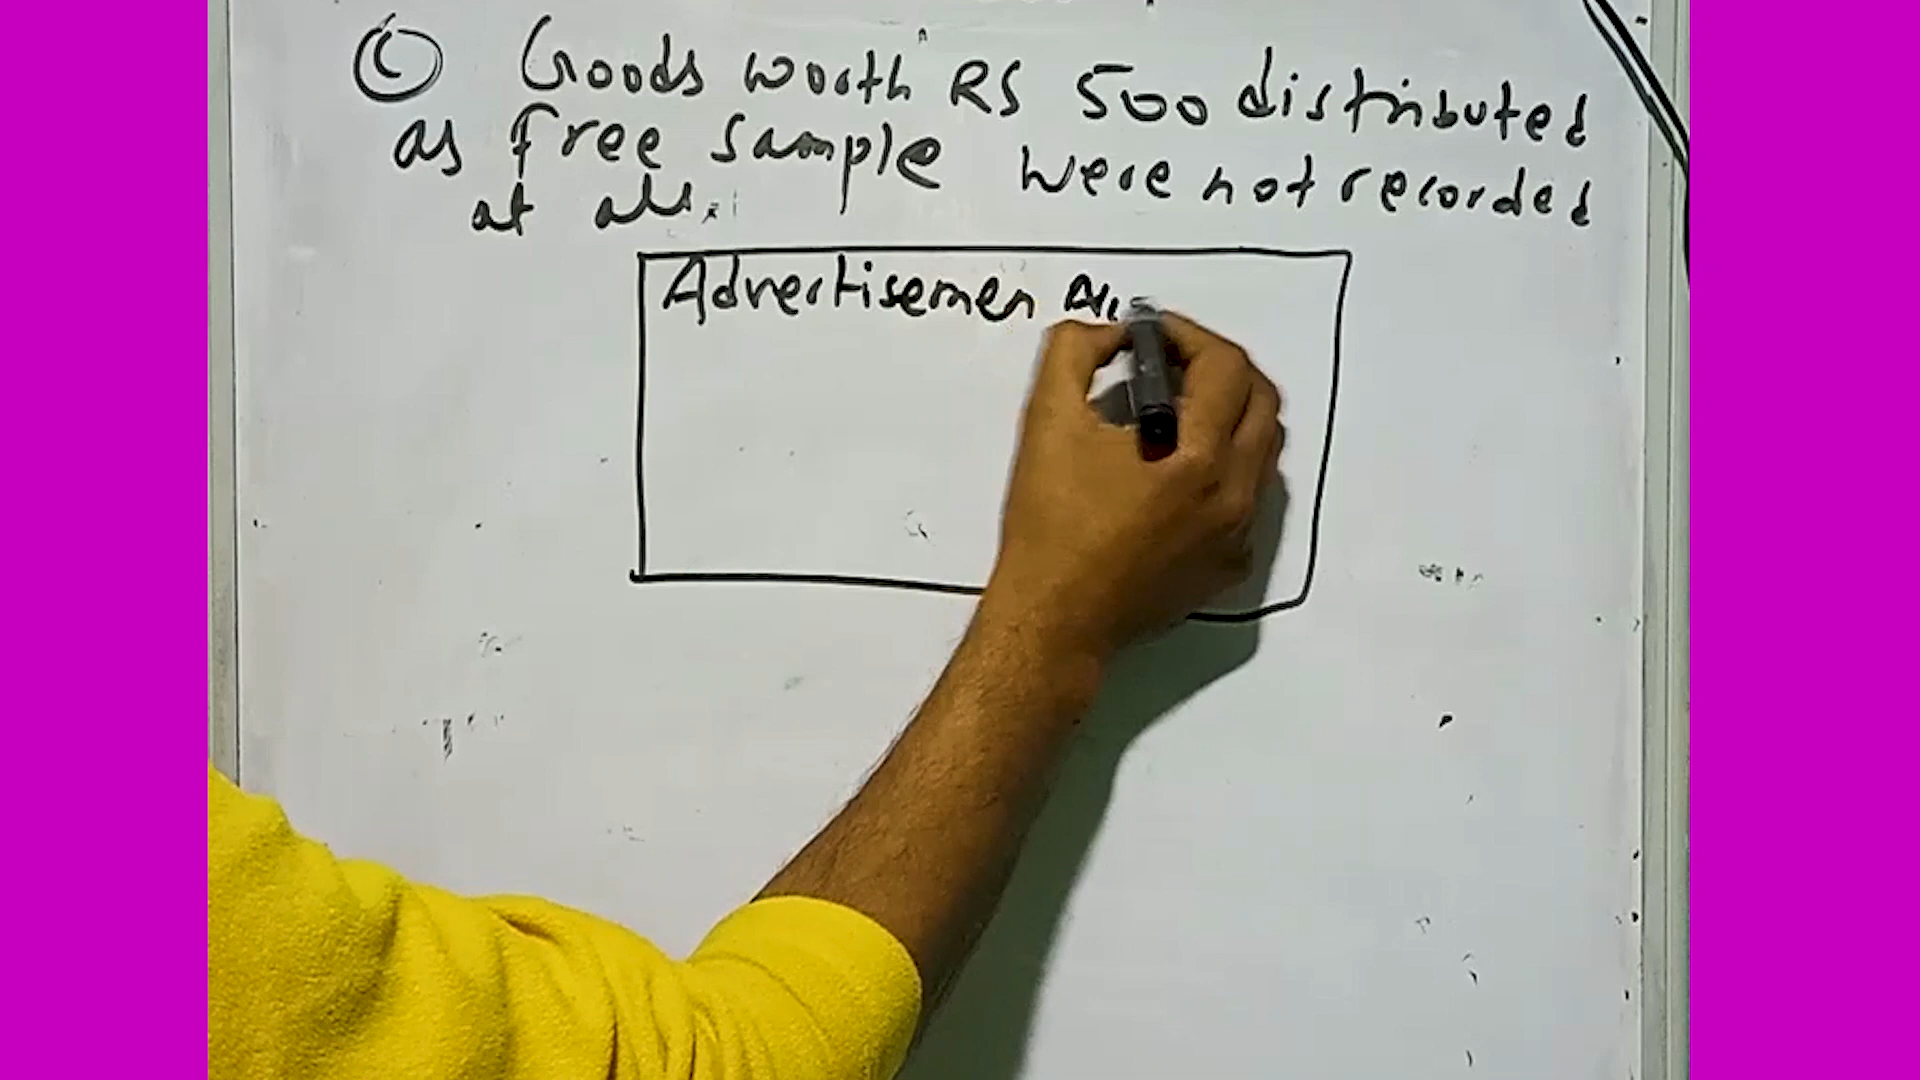 C Goods worth RS 500 distributed
as free sample were not recorded
at all.
Advertisemen A/c